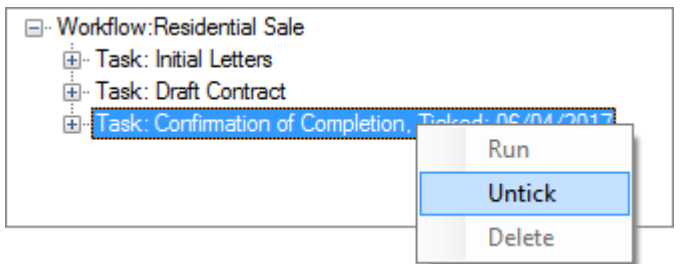 Workflow:Residential Sale
Task: Initial Letters
Task: Draft Contract
Task: Confirmation of Completion, Ticked: 06/04/2017
Run
Untick
Delete